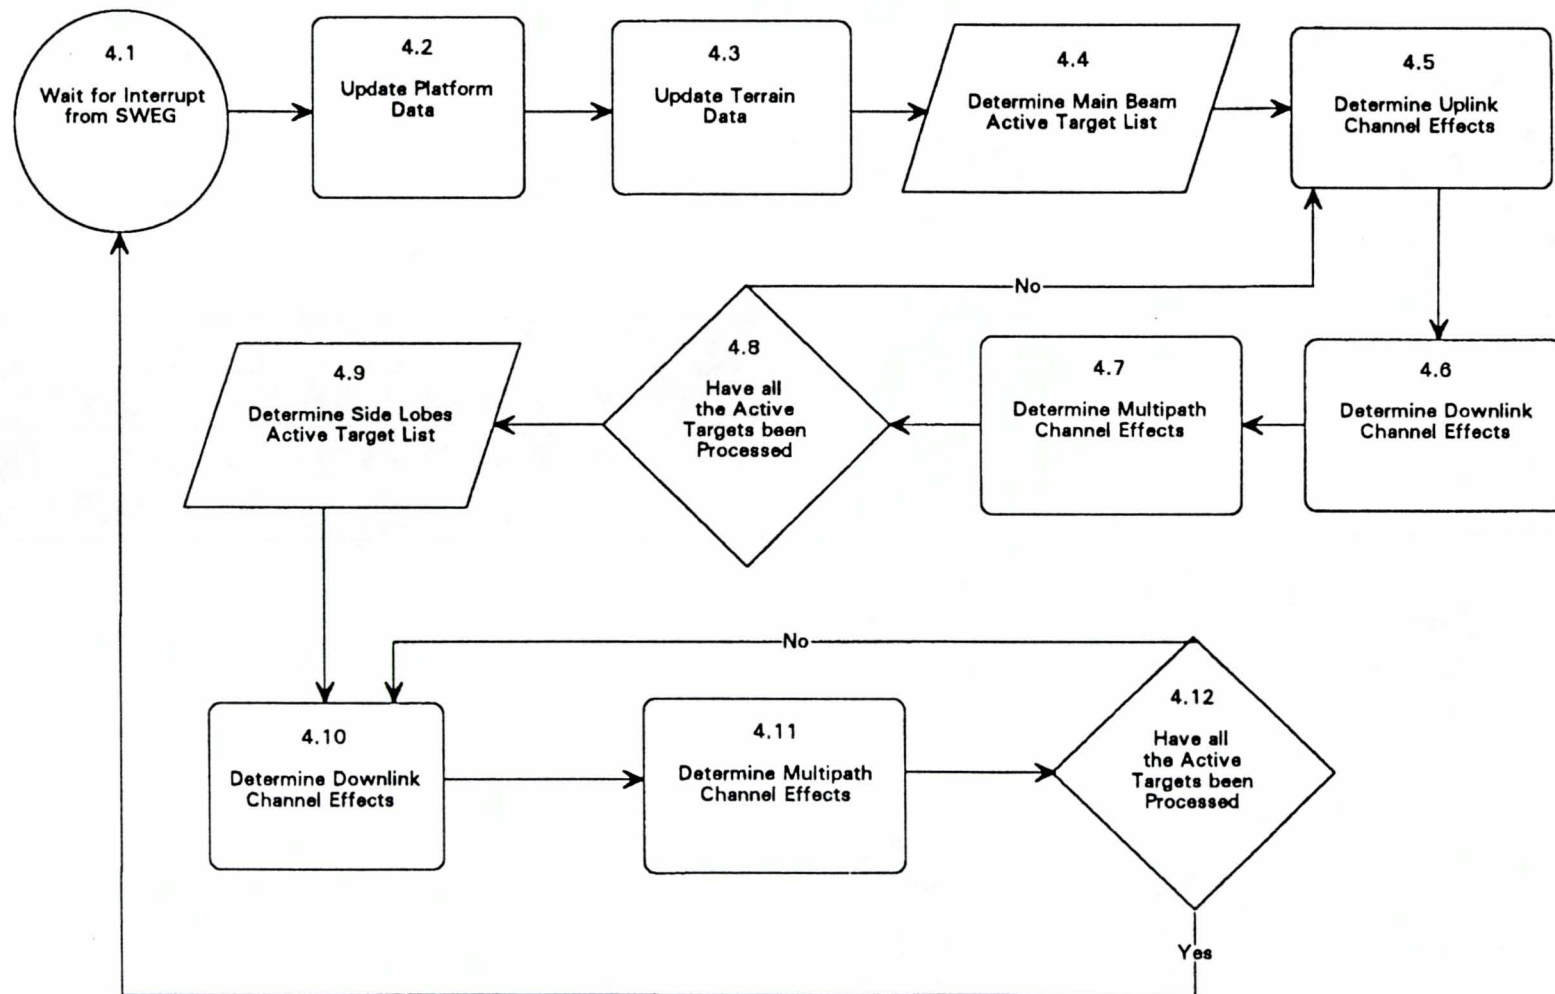 4.1
Wait for Interrupt
from SWEG
4.2
Update Platform
Data
4.3
Update Terrain
Data
4.4
Determine Main Beam
Active Target List
4.5
Determine Uplink
Channel Effects
No
4.6
Determine Downlink
Channel Effects
4.7
Determine Multipath
Channel Effects
4.8
Have all
the Active
Targets been
Processed
4.9
Determine Side Lobes
Active Target List
No
4.10
Determine Downlink
Channel Effects
4.11
Determine Multipath
Channel Effects
4.12
Have all
the Active
Targets been
Processed
Yes